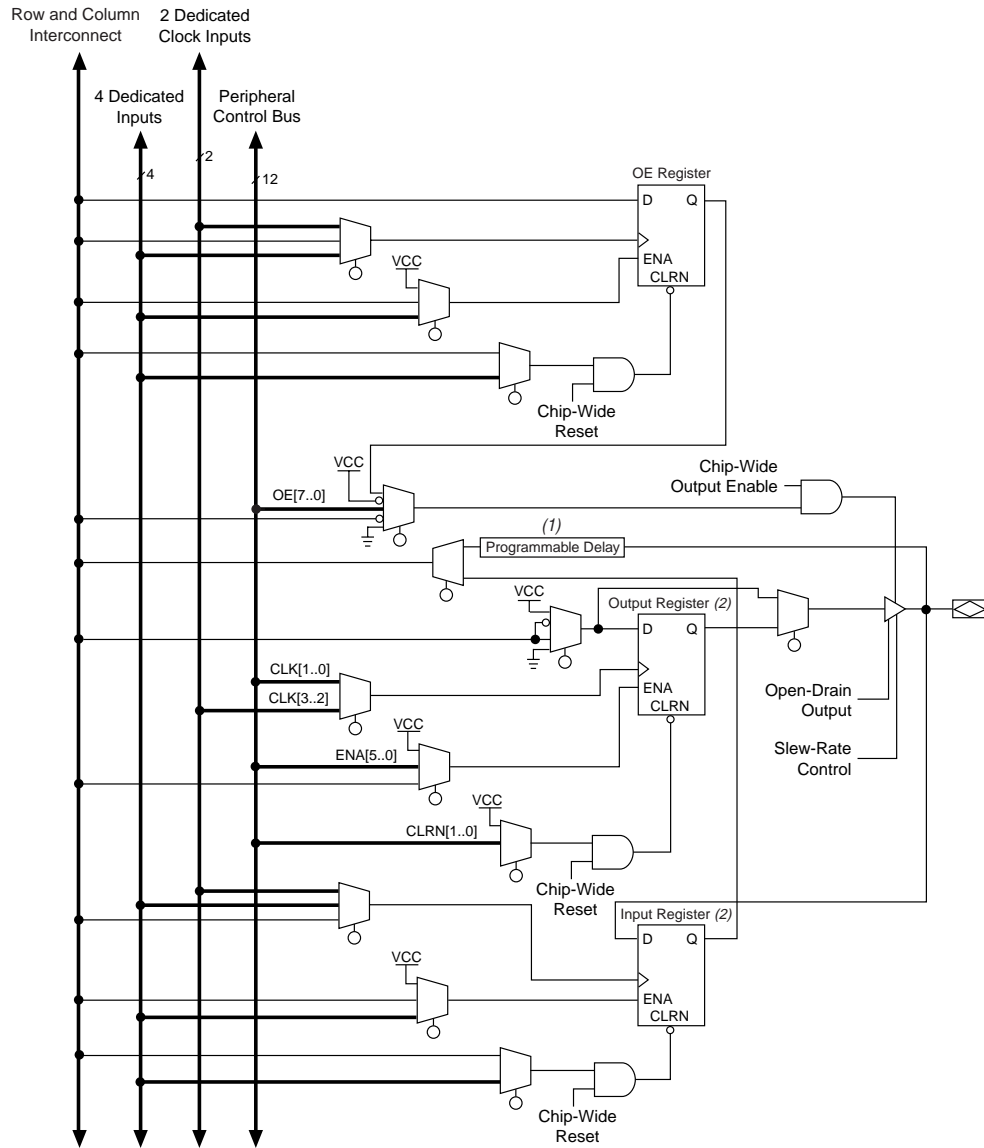 Row and Column
Interconnect
2 Dedicated
Clock Inputs
4 Dedicated
Inputs
Peripheral
Control Bus
2
4
12
OE Register
D Q
ENA
CLRN
VCC
Chip-Wide
Reset
VCC
OE[7..0]
Chip-Wide
Output Enable
(1)
Programmable Delay
VCC
Output Register (2)
D Q
ENA
CLRN
CLK[1..0]
CLK[3..2]
Open-Drain
Output
VCC
ENA[5..0]
Slew-Rate
Control
VCC
CLRN[1..0]
Chip-Wide
Reset
Input Register (2)
D Q
ENA
CLRN
VCC
Chip-Wide
Reset